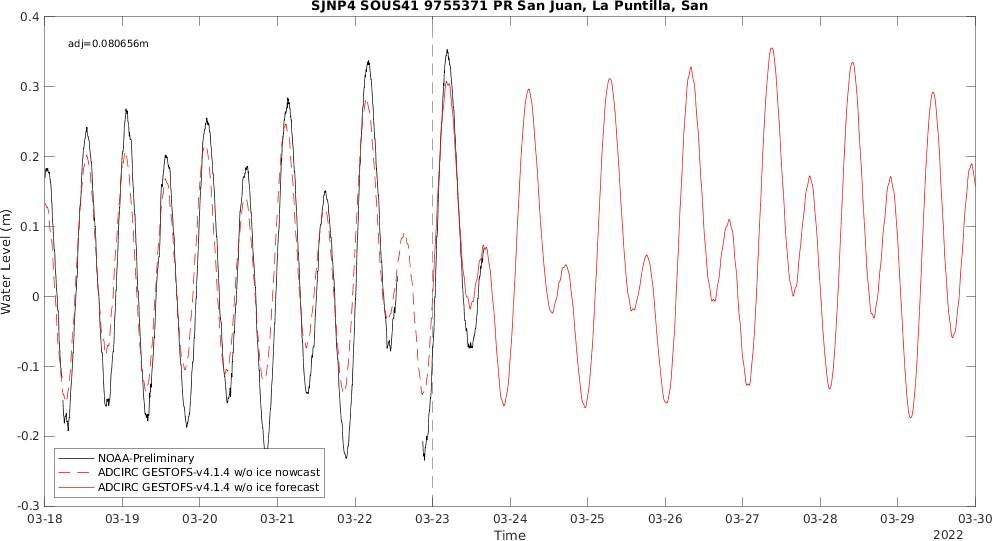 SJNP4 SOUS41 9755371 PR San Juan, La Puntilla, San
adj=0.080656m
0.4
0.3
0.2
0.1
0
-0.1
-0.2
-0.3
Water Level (m)
NOAA-Preliminary
ADCIRC GESTOFS-v4.1.4 w/o ice nowcast
ADCIRC GESTOFS-v4.1.4 w/o ice forecast
03-18 03-19 03-20 03-21 03-22 03-23 03-24 03-25 03-26 03-27 03-28 03-29 03-30
Time
2022